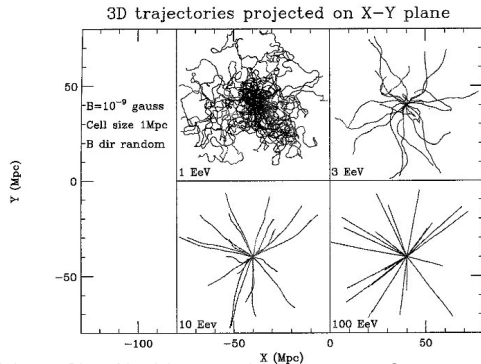 3D trajectories projected on X-Y plane
50
0
−50
Y (Mpc)
B=10⁻⁹ gauss
Cell size 1Mpc
B dir random
1 EeV
3 EeV
10 Eev
100 EeV
−100
−50
0
50
X (Mpc)